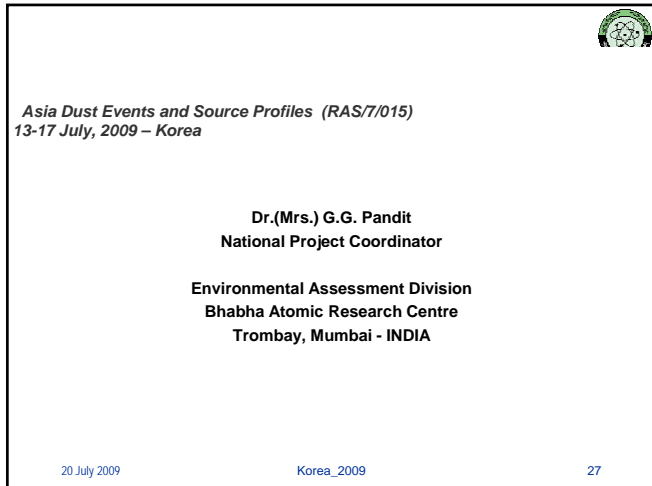 Asia Dust Events and Source Profiles (RAS/7/015)
13-17 July, 2009 – Korea
Dr.(Mrs.) G.G. Pandit
National Project Coordinator
Environmental Assessment Division
Bhabha Atomic Research Centre
Trombay, Mumbai - INDIA
20 July 2009 Korea_2009 27